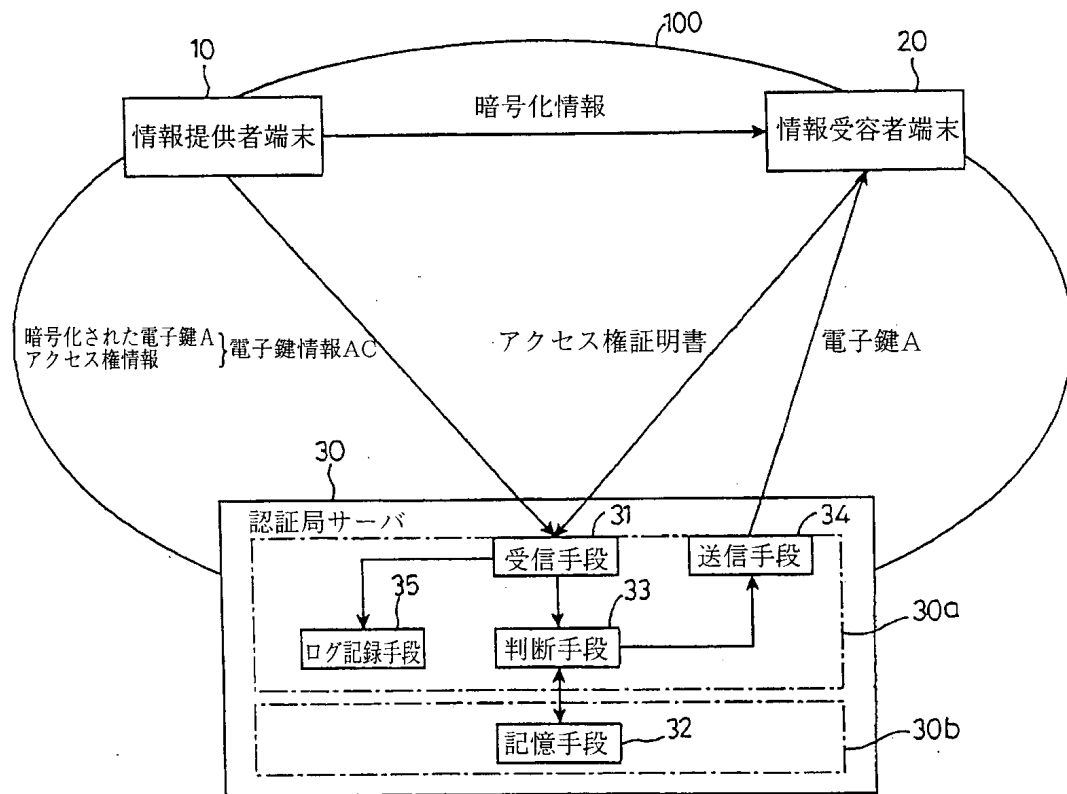 100
10
20
情報提供者端末
暗号化情報
情報受容者端末
暗号化された電子鍵A
アクセス権情報
}電子鍵情報AC
アクセス権証明書
電子鍵A
30
認証局サーバ
31
受信手段
34
送信手段
35
ログ記録手段
33
判断手段
30a
記憶手段
32
30b